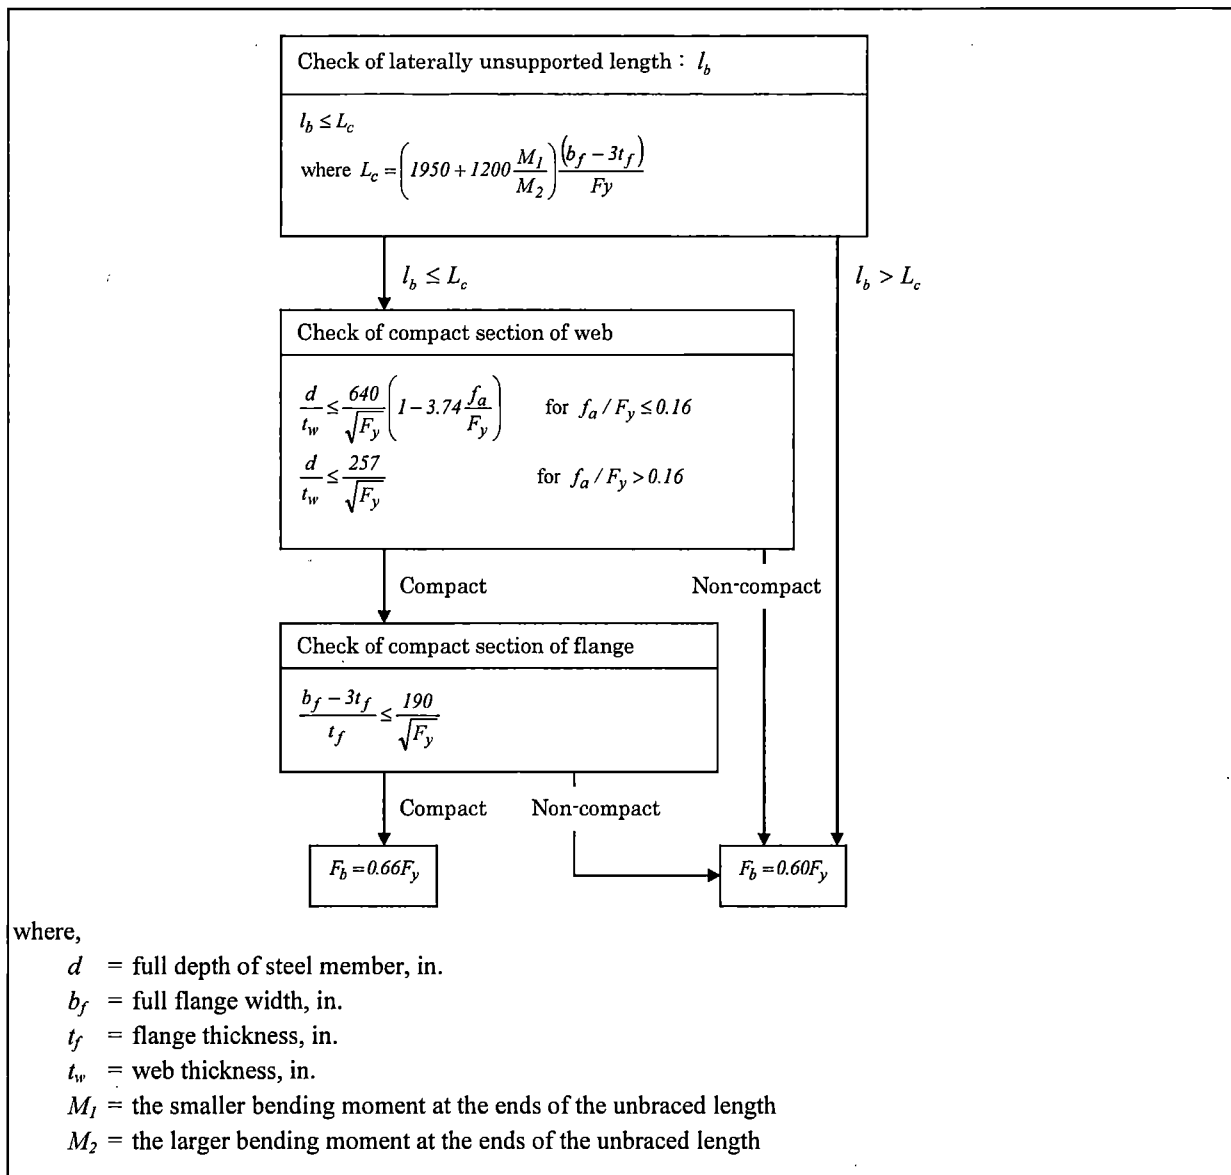 Check of laterally unsupported length : l_b
l_b ≤ L_c
where L_c = (1950 + 1200 M_1/M_2) (b_f − 3t_f)/Fy
l_b ≤ L_c
l_b > L_c
Check of compact section of web
d/t_w ≤ 640/√F_y (1 − 3.74 f_a/F_y) for f_a / F_y ≤ 0.16
d/t_w ≤ 257/√F_y for f_a / F_y > 0.16
Compact
Non-compact
Check of compact section of flange
(b_f − 3t_f)/t_f ≤ 190/√F_y
Compact
Non-compact
F_b = 0.66F_y
F_b = 0.60F_y
where,
d = full depth of steel member, in.
b_f = full flange width, in.
t_f = flange thickness, in.
t_w = web thickness, in.
M_1 = the smaller bending moment at the ends of the unbraced length
M_2 = the larger bending moment at the ends of the unbraced length